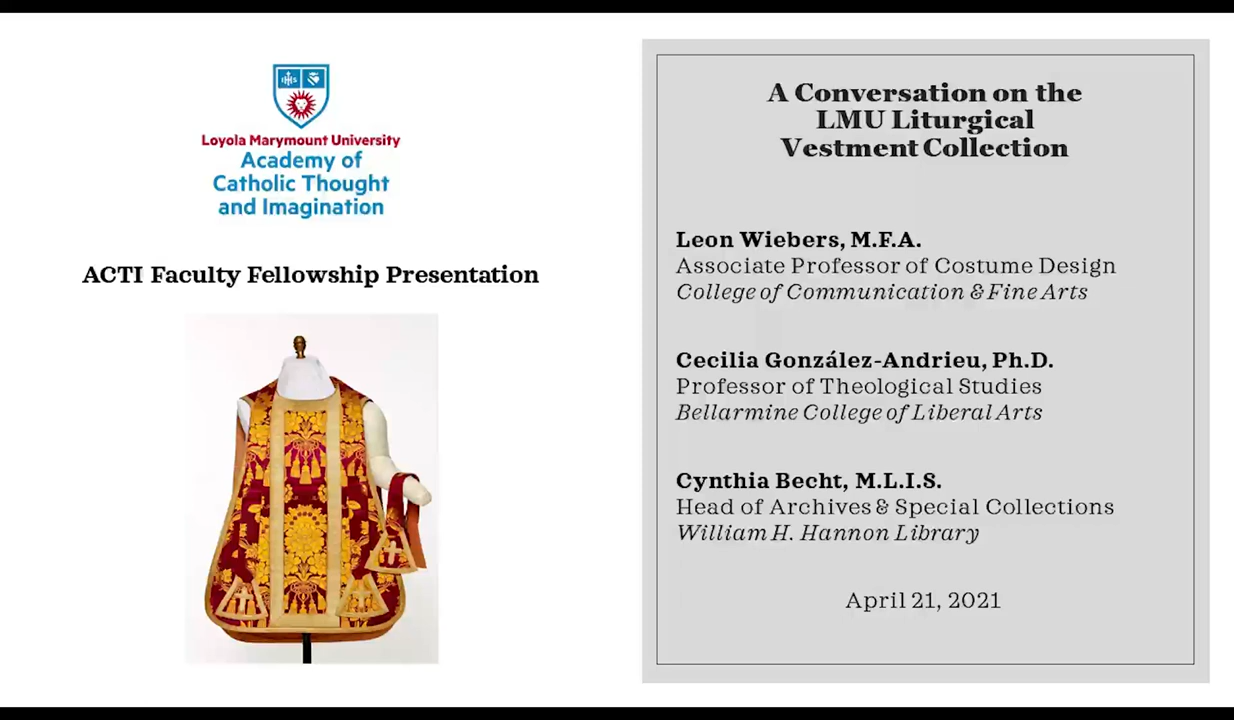 IHS
Loyola Marymount University
Academy of
Catholic Thought
and Imagination
ACTI Faculty Fellowship Presentation
A Conversation on the
LMU Liturgical
Vestment Collection
Leon Wiebers, M.F.A.
Associate Professor of Costume Design
College of Communication & Fine Arts
Cecilia González-Andrieu, Ph.D.
Professor of Theological Studies
Bellarmine College of Liberal Arts
Cynthia Becht, M.L.I.S.
Head of Archives & Special Collections
William H. Hannon Library
April 21, 2021